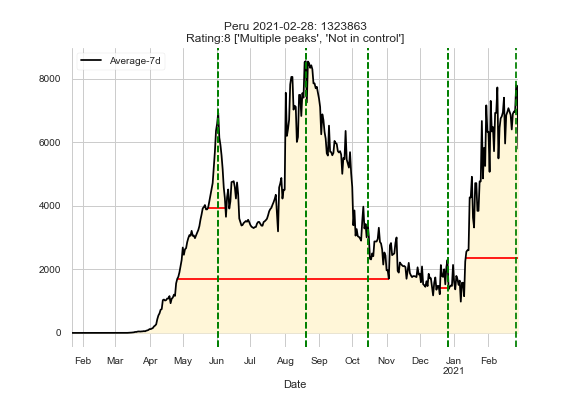 Peru 2021-02-28: 1323863
Rating:8 ['Multiple peaks', 'Not in control']
Average-7d
8000
6000
4000
2000
0
Feb Mar Apr May Jun Jul Aug Sep Oct Nov Dec Jan Feb
2021
Date